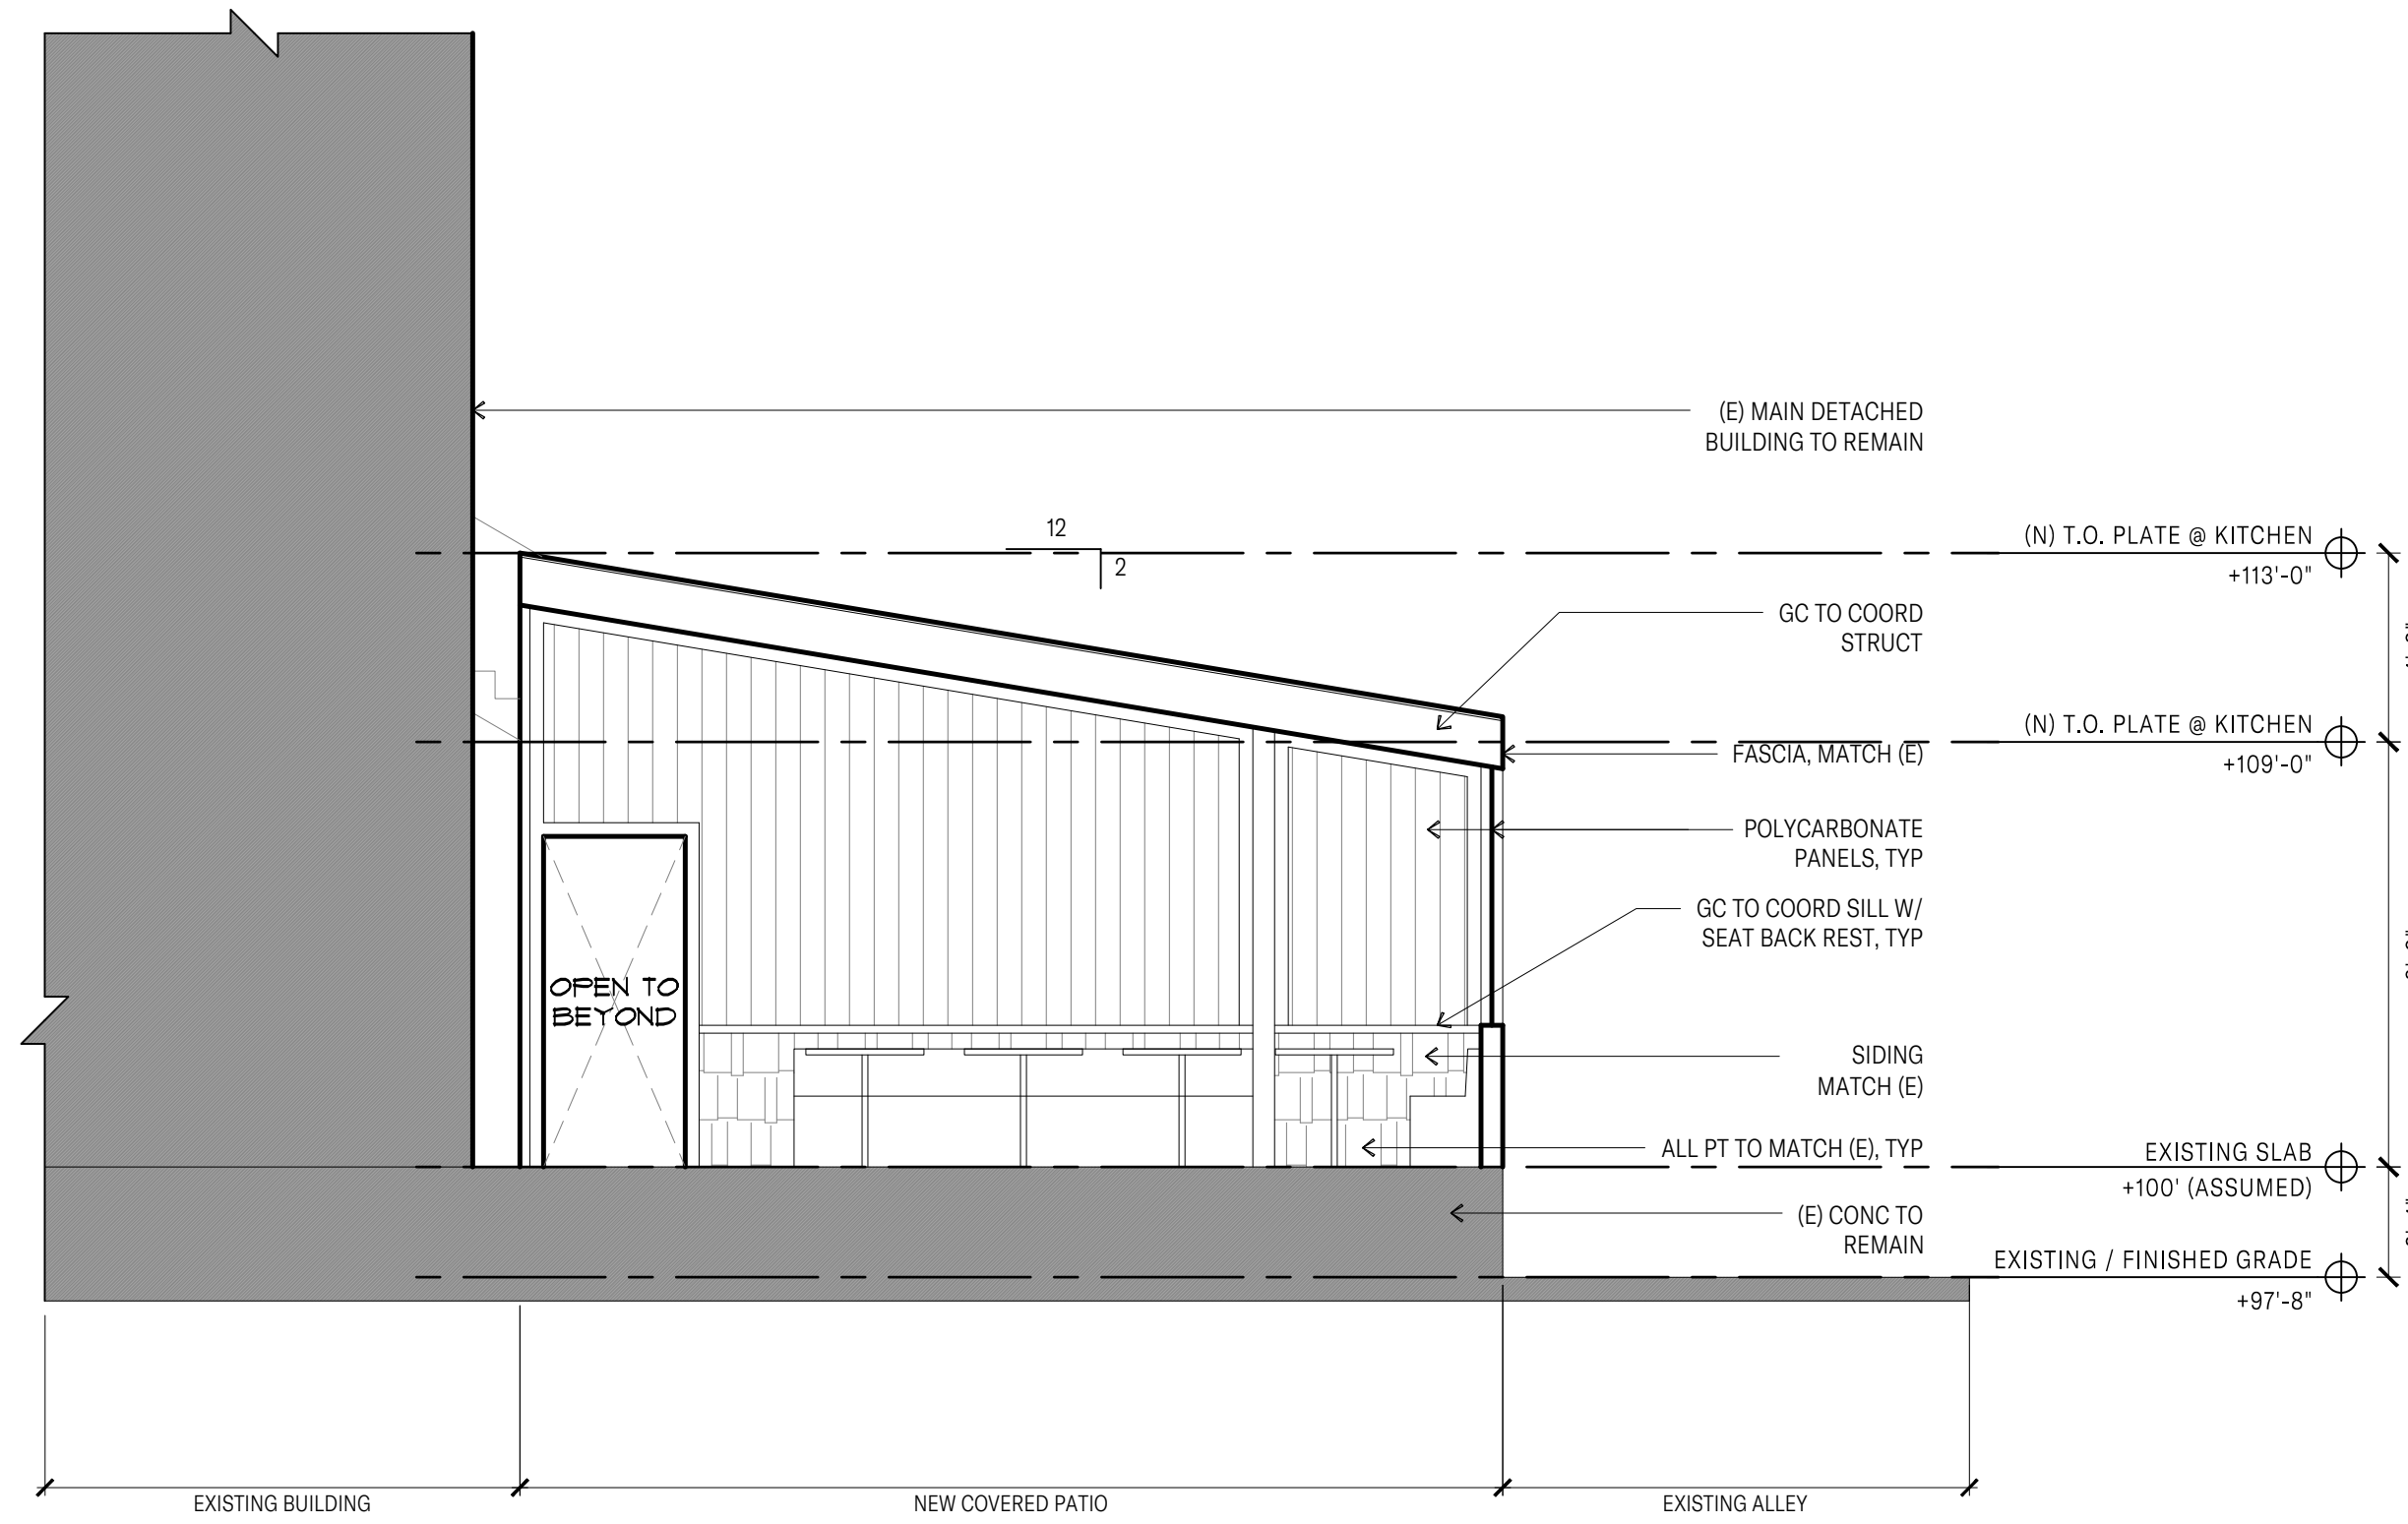 (E) MAIN DETACHED
BUILDING TO REMAIN
12
2
(N) T.O. PLATE @ KITCHEN
+113'-0"
GC TO COORD
STRUCT
(N) T.O. PLATE @ KITCHEN
+109'-0"
FASCIA, MATCH (E)
POLYCARBONATE
PANELS, TYP
GC TO COORD SILL W/
SEAT BACK REST, TYP
OPEN TO
BEYOND
SIDING
MATCH (E)
ALL PT TO MATCH (E), TYP
EXISTING SLAB
+100' (ASSUMED)
(E) CONC TO
REMAIN
EXISTING / FINISHED GRADE
+97'-8"
EXISTING BUILDING
NEW COVERED PATIO
EXISTING ALLEY